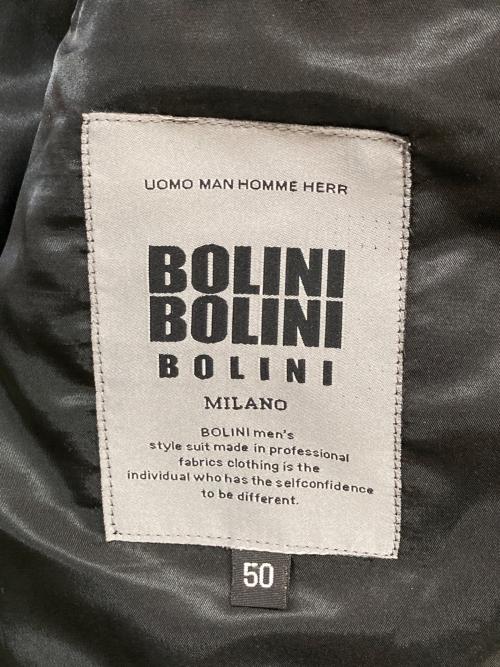 UOMO MAN HOMME HERR
BOLINI
BOLINI
BOLINI
MILANO
BOLINI men's
style suit made in professional
fabrics clothing is the
individual who has the selfconfidence
to be different.
50